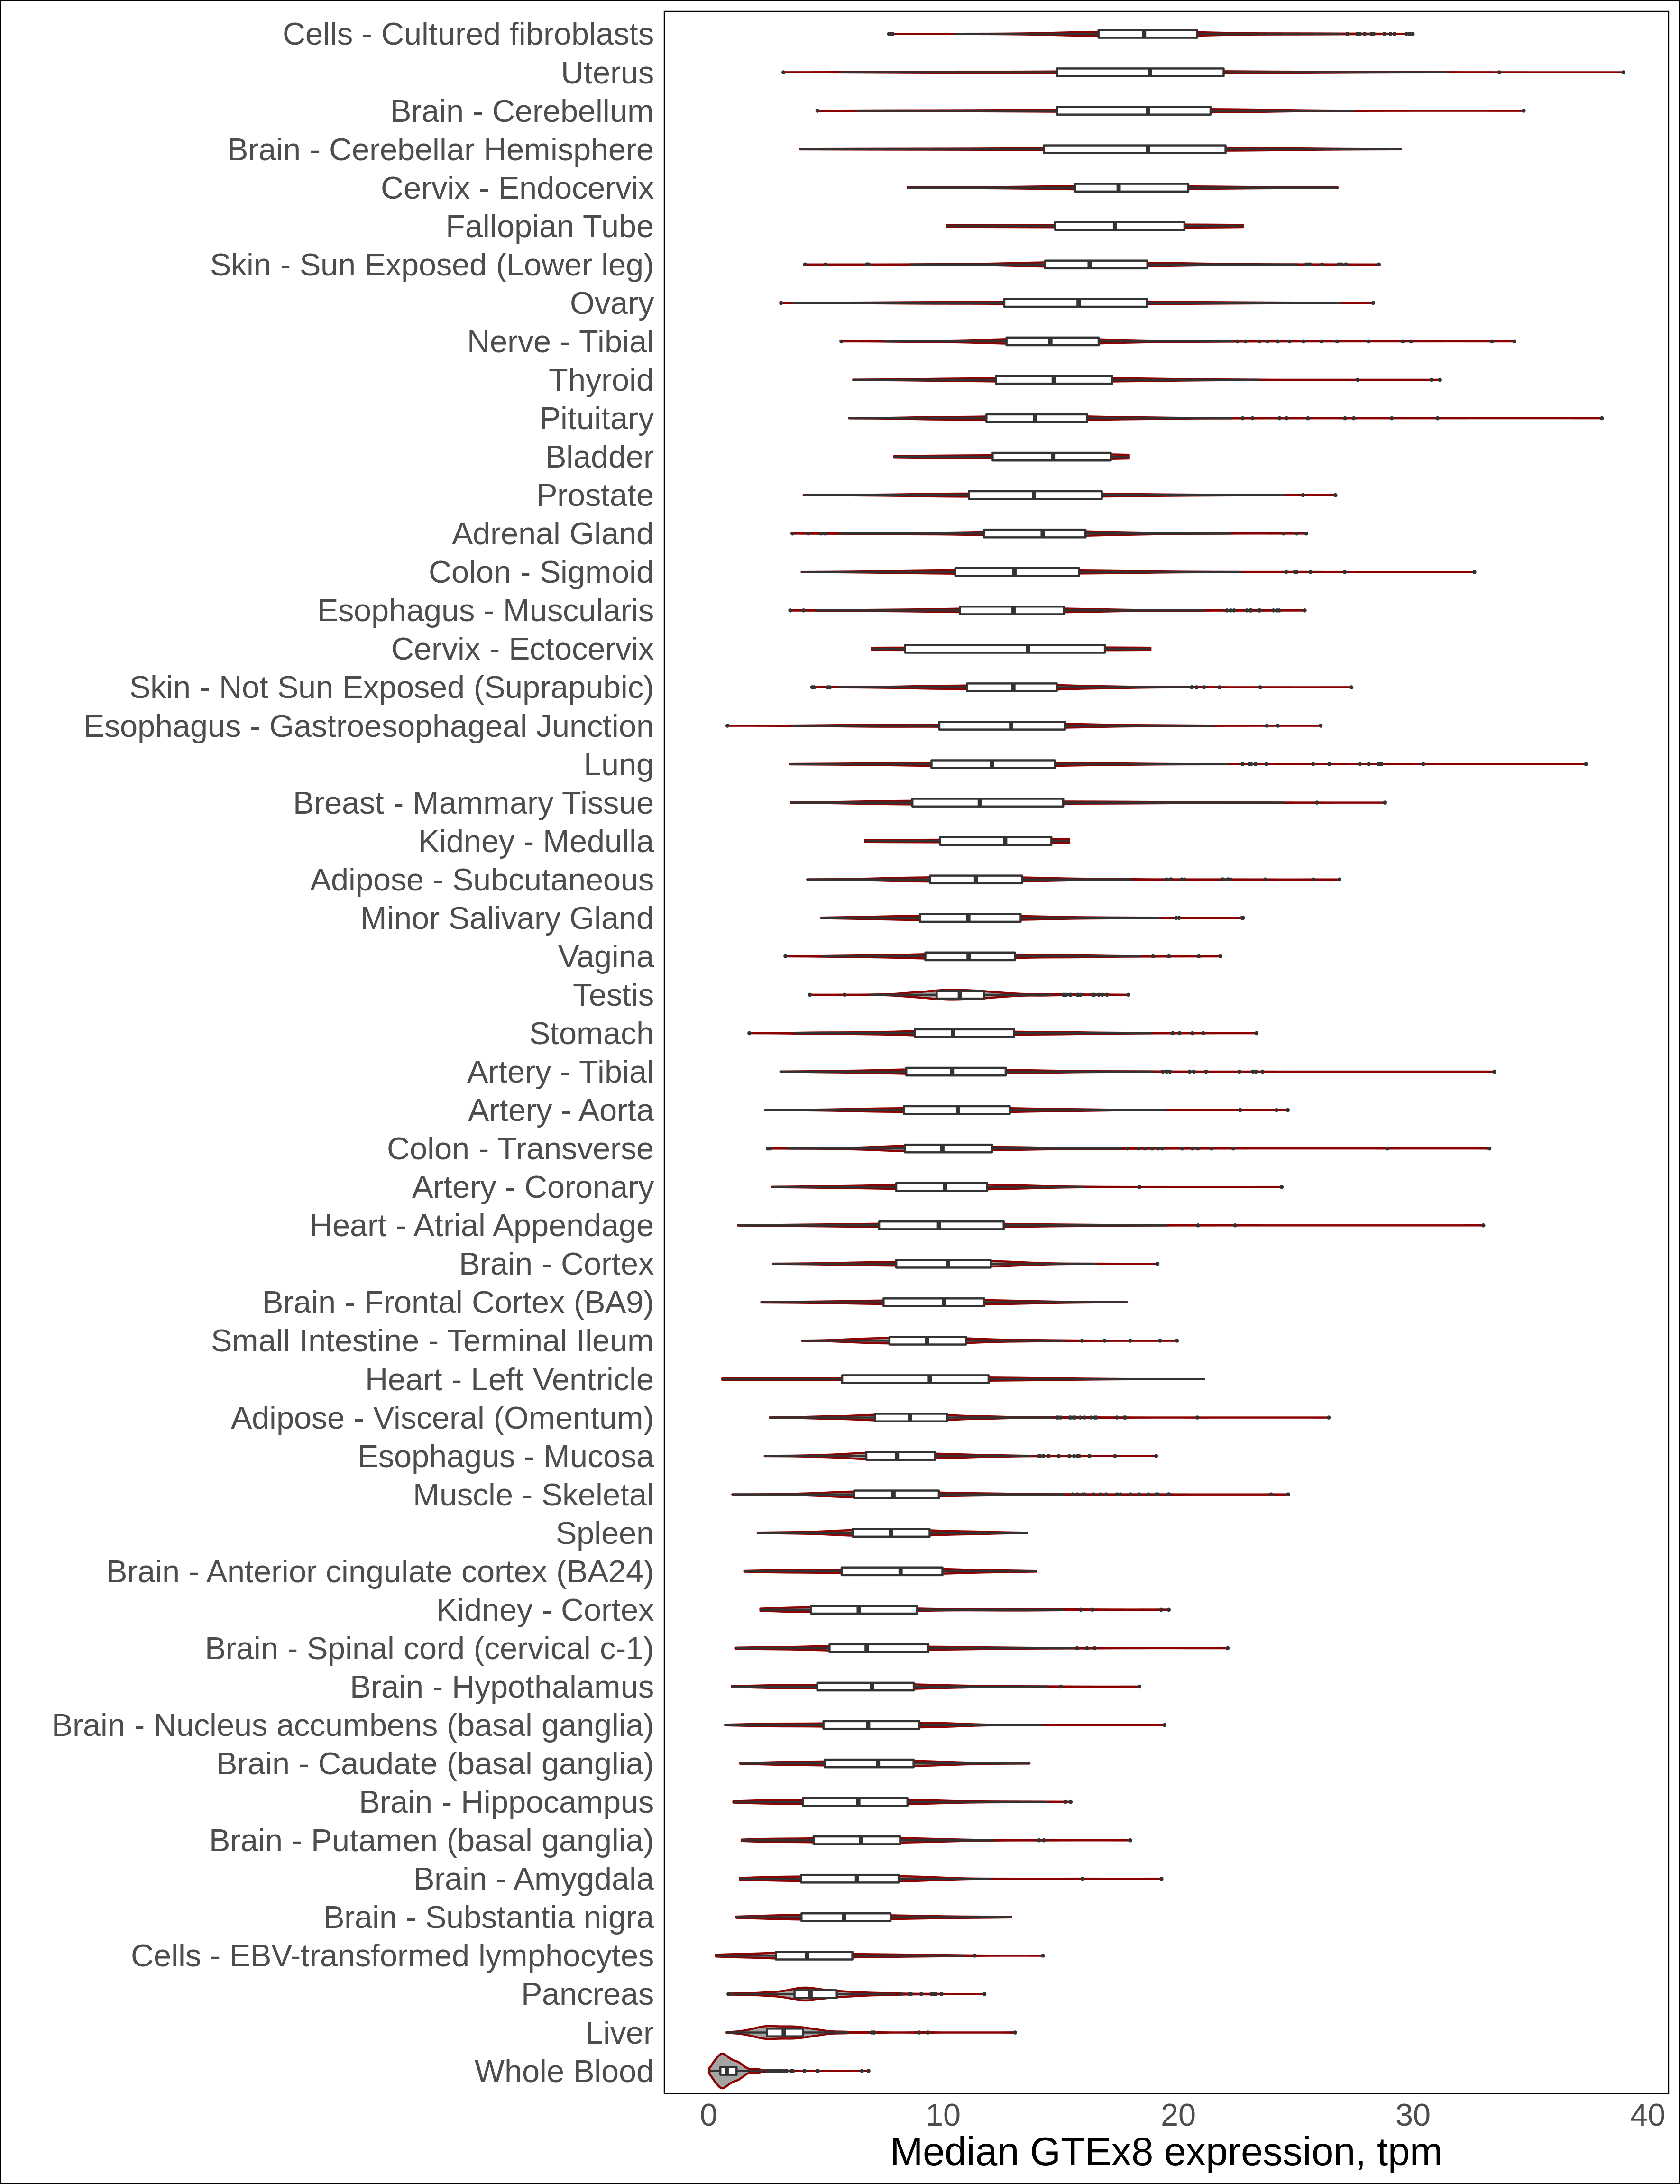 Cells - Cultured fibroblasts
Uterus
Brain - Cerebellum
Brain - Cerebellar Hemisphere
Cervix - Endocervix
Fallopian Tube
Skin - Sun Exposed (Lower leg)
Ovary
Nerve - Tibial
Thyroid
Pituitary
Bladder
Prostate
Adrenal Gland
Colon - Sigmoid
Esophagus - Muscularis
Cervix - Ectocervix
Skin - Not Sun Exposed (Suprapubic)
Esophagus - Gastroesophageal Junction
Lung
Breast - Mammary Tissue
Kidney - Medulla
Adipose - Subcutaneous
Minor Salivary Gland
Vagina
Testis
Stomach
Artery - Tibial
Artery - Aorta
Colon - Transverse
Artery - Coronary
Heart - Atrial Appendage
Brain - Cortex
Brain - Frontal Cortex (BA9)
Small Intestine - Terminal Ileum
Heart - Left Ventricle
Adipose - Visceral (Omentum)
Esophagus - Mucosa
Muscle - Skeletal
Spleen
Brain - Anterior cingulate cortex (BA24)
Kidney - Cortex
Brain - Spinal cord (cervical c-1)
Brain - Hypothalamus
Brain - Nucleus accumbens (basal ganglia)
Brain - Caudate (basal ganglia)
Brain - Hippocampus
Brain - Putamen (basal ganglia)
Brain - Amygdala
Brain - Substantia nigra
Cells - EBV-transformed lymphocytes
Pancreas
Liver
Whole Blood
0 10 20 30 40
Median GTEx8 expression, tpm